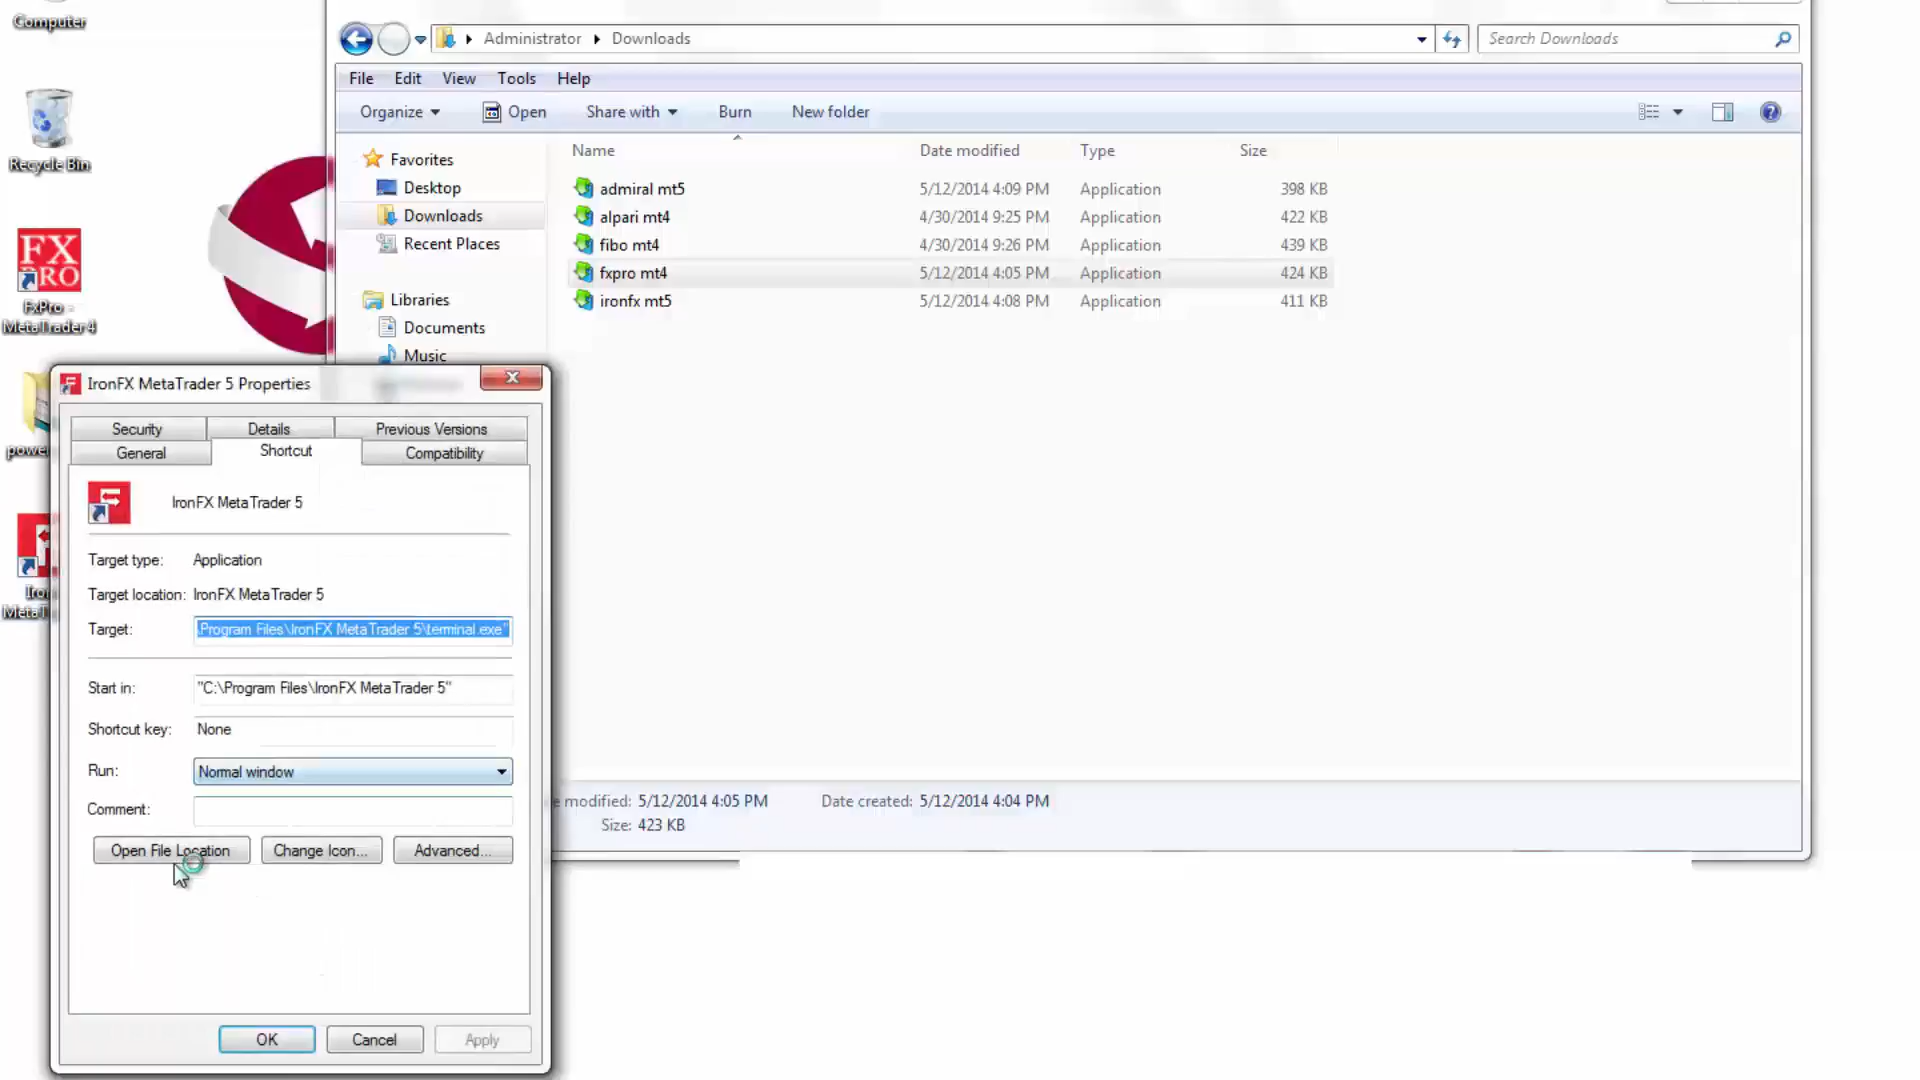 Computer
Recycle Bin
FX
PRO
FxPro -
MetaTrader 4
power
Iro
MetaT
Administrator Downloads
Search Downloads
File Edit View Tools Help
Organize Open Share with Burn New folder
Name Date modified Type Size
Favorites
Desktop
Downloads
Recent Places
Libraries
Documents
Music
admiral mt5 5/12/2014 4:09 PM Application 398 KB
alpari mt4 4/30/2014 9:25 PM Application 422 KB
fibo mt4 4/30/2014 9:26 PM Application 439 KB
fxpro mt4 5/12/2014 4:05 PM Application 424 KB
ironfx mt5 5/12/2014 4:08 PM Application 411 KB
e modified: 5/12/2014 4:05 PM Date created: 5/12/2014 4:04 PM
Size: 423 KB
IronFX MetaTrader 5 Properties
Security Details Previous Versions
General Shortcut Compatibility
IronFX MetaTrader 5
Target type: Application
Target location: IronFX MetaTrader 5
Target: \Program Files\IronFX MetaTrader 5\terminal.exe"
Start in: "C:\Program Files\IronFX MetaTrader 5"
Shortcut key: None
Run: Normal window
Comment:
Open File Location Change Icon... Advanced...
OK Cancel Apply